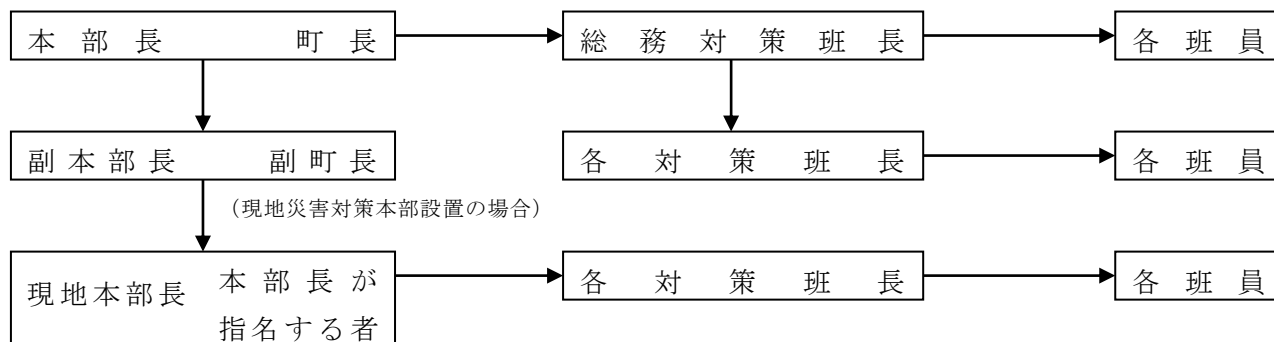 本部長 町長 総務対策班長 各班員
副本部長 副町長 各対策班長 各班員
（現地災害対策本部設置の場合）
現地本部長 本部長が 各対策班長 各班員
指名する者